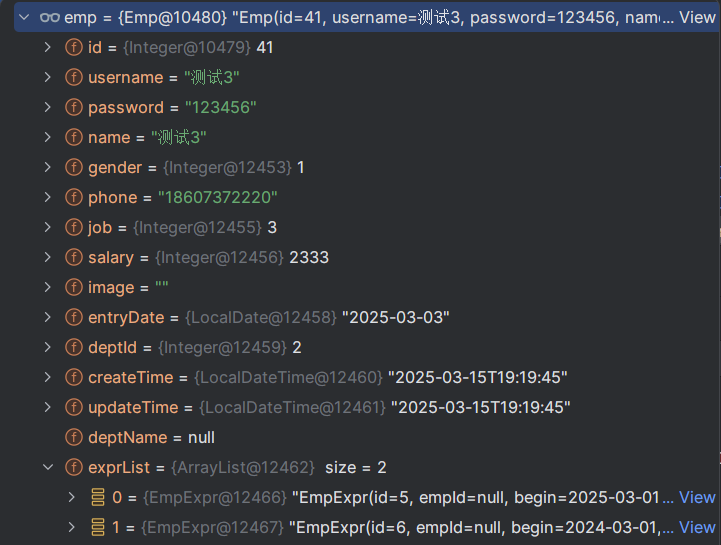 emp = {Emp@10480} "Emp(id=41, username=测试3, password=123456, nam... View
id = {Integer@10479} 41
username = "测试3"
password = "123456"
name = "测试3"
gender = {Integer@12453} 1
phone = "18607372220"
job = {Integer@12455} 3
salary = {Integer@12456} 2333
image = ""
entryDate = {LocalDate@12458} "2025-03-03"
deptId = {Integer@12459} 2
createTime = {LocalDateTime@12460} "2025-03-15T19:19:45"
updateTime = {LocalDateTime@12461} "2025-03-15T19:19:45"
deptName = null
exprList = {ArrayList@12462} size = 2
0 = {EmpExpr@12466} "EmpExpr(id=5, empId=null, begin=2025-03-01... View
1 = {EmpExpr@12467} "EmpExpr(id=6, empId=null, begin=2024-03-01,... View